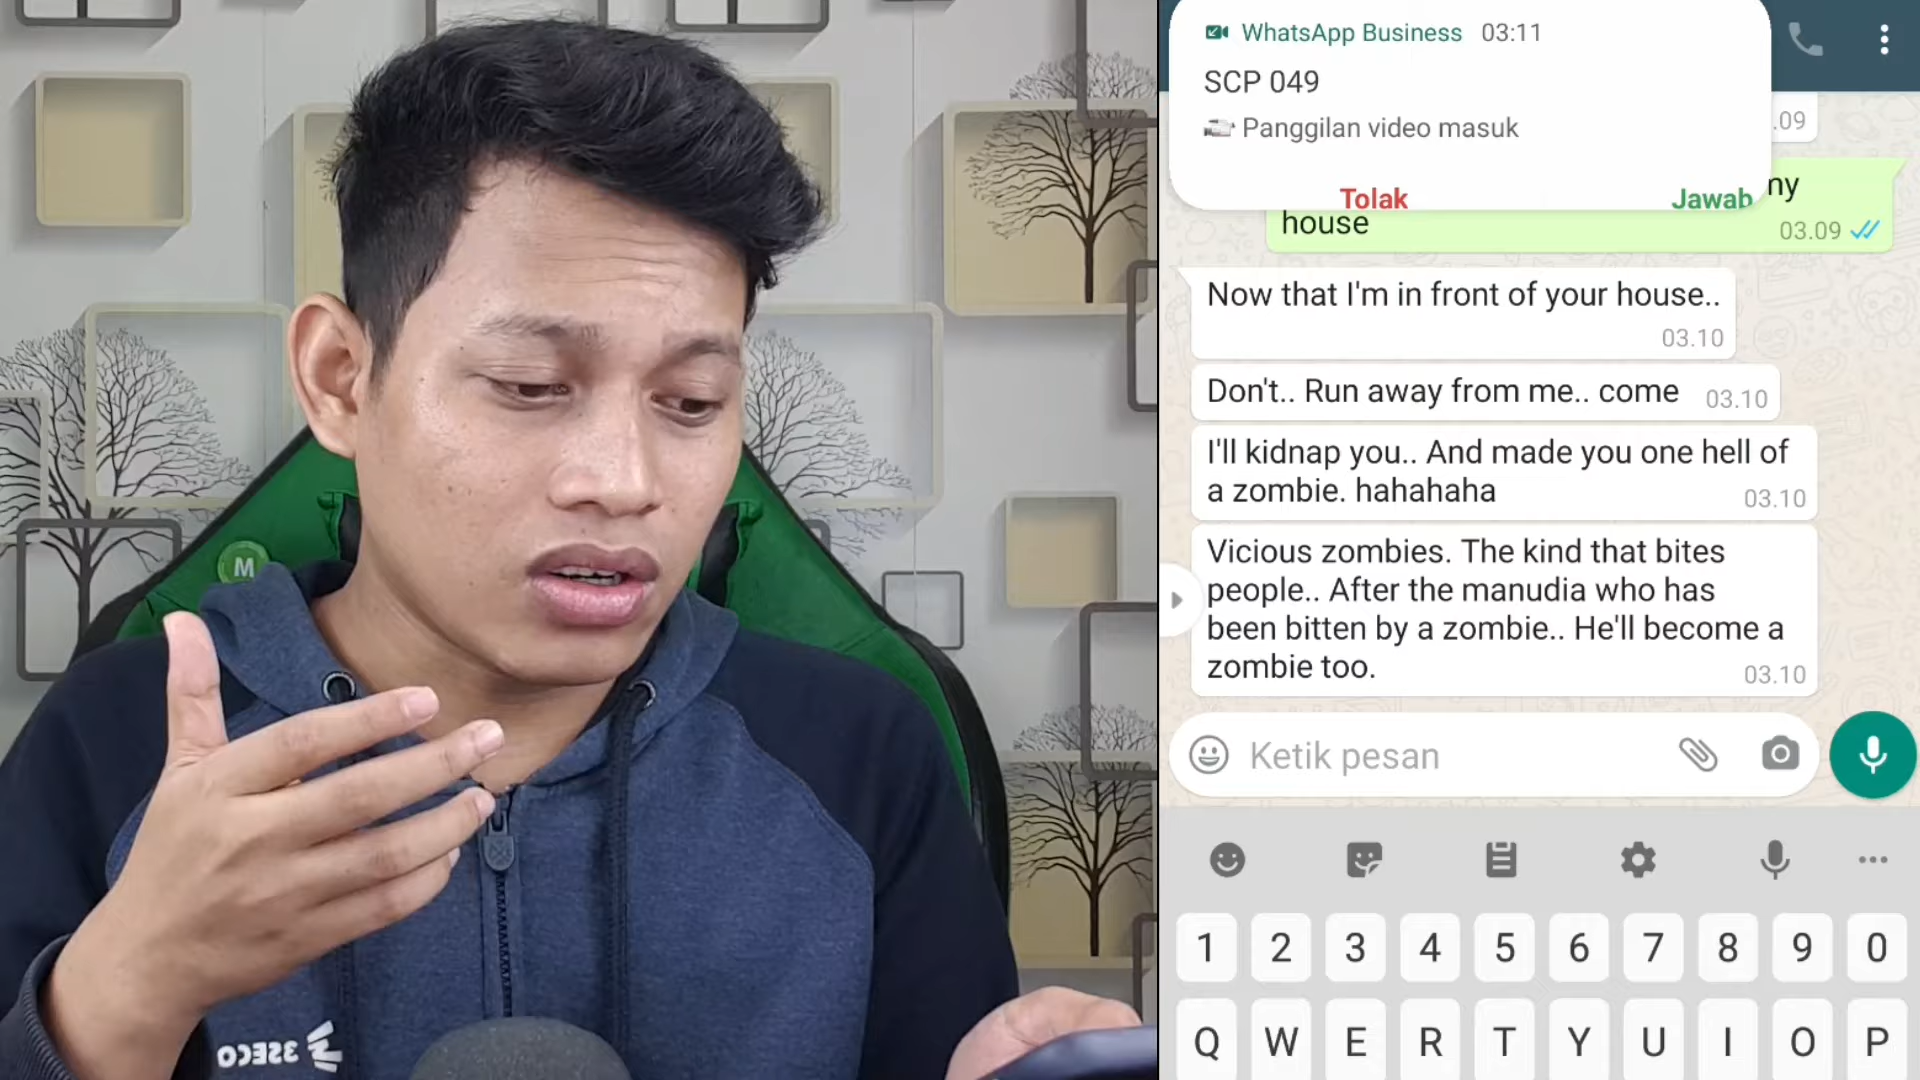 WhatsApp Business 03:11
SCP 049
Panggilan video masuk
Tolak Jawab
.09
my
house
03.09
Now that I'm in front of your house..
03.10
Don't.. Run away from me.. come 03.10
I'll kidnap you.. And made you one hell of
a zombie. hahahaha 03.10
Vicious zombies. The kind that bites
people.. After the manudia who has
been bitten by a zombie.. He'll become a
zombie too. 03.10
Ketik pesan
1 2 3 4 5 6 7 8 9 0
Q W E R T Y U I O P
M
3SECO